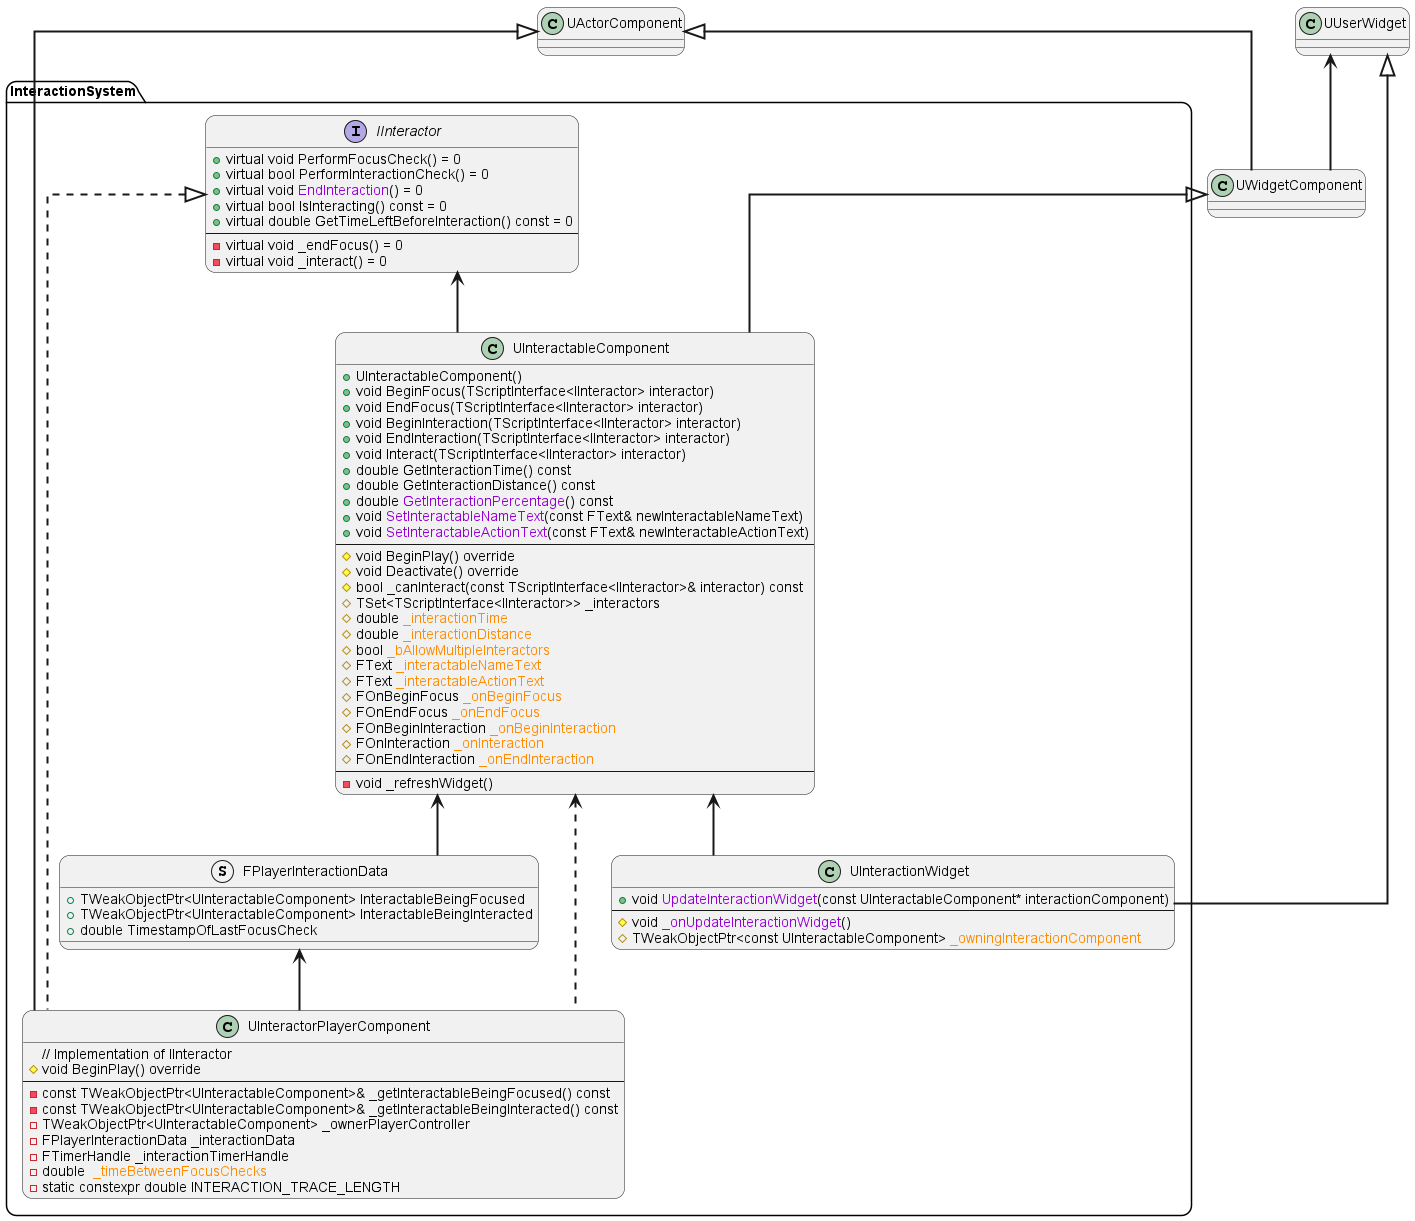 C UActorComponent
C UUserWidget
InteractionSystem
I IInteractor
virtual void PerformFocusCheck() = 0
virtual bool PerformInteractionCheck() = 0
virtual void EndInteraction() = 0
virtual bool IsInteracting() const = 0
virtual double GetTimeLeftBeforeInteraction() const = 0
virtual void _endFocus() = 0
virtual void _interact() = 0
C UWidgetComponent
C UInteractableComponent
UInteractableComponent()
void BeginFocus(TScriptInterface<IInteractor> interactor)
void EndFocus(TScriptInterface<IInteractor> interactor)
void BeginInteraction(TScriptInterface<IInteractor> interactor)
void EndInteraction(TScriptInterface<IInteractor> interactor)
void Interact(TScriptInterface<IInteractor> interactor)
double GetInteractionTime() const
double GetInteractionDistance() const
double GetInteractionPercentage() const
void SetInteractableNameText(const FText& newInteractableNameText)
void SetInteractableActionText(const FText& newInteractableActionText)
void BeginPlay() override
void Deactivate() override
bool _canInteract(const TScriptInterface<IInteractor>& interactor) const
TSet<TScriptInterface<IInteractor>> _interactors
double _interactionTime
double _interactionDistance
bool _bAllowMultipleInteractors
FText _interactableNameText
FText _interactableActionText
FOnBeginFocus _onBeginFocus
FOnEndFocus _onEndFocus
FOnBeginInteraction _onBeginInteraction
FOnInteraction _onInteraction
FOnEndInteraction _onEndInteraction
void _refreshWidget()
S FPlayerInteractionData
TWeakObjectPtr<UInteractableComponent> InteractableBeingFocused
TWeakObjectPtr<UInteractableComponent> InteractableBeingInteracted
double TimestampOfLastFocusCheck
C UInteractionWidget
void UpdateInteractionWidget(const UInteractableComponent* interactionComponent)
void _onUpdateInteractionWidget()
TWeakObjectPtr<const UInteractableComponent> _owningInteractionComponent
C UInteractorPlayerComponent
// Implementation of IInteractor
void BeginPlay() override
const TWeakObjectPtr<UInteractableComponent>& _getInteractableBeingFocused() const
const TWeakObjectPtr<UInteractableComponent>& _getInteractableBeingInteracted() const
TWeakObjectPtr<UInteractableComponent> _ownerPlayerController
FPlayerInteractionData _interactionData
FTimerHandle _interactionTimerHandle
double _timeBetweenFocusChecks
static constexpr double INTERACTION_TRACE_LENGTH